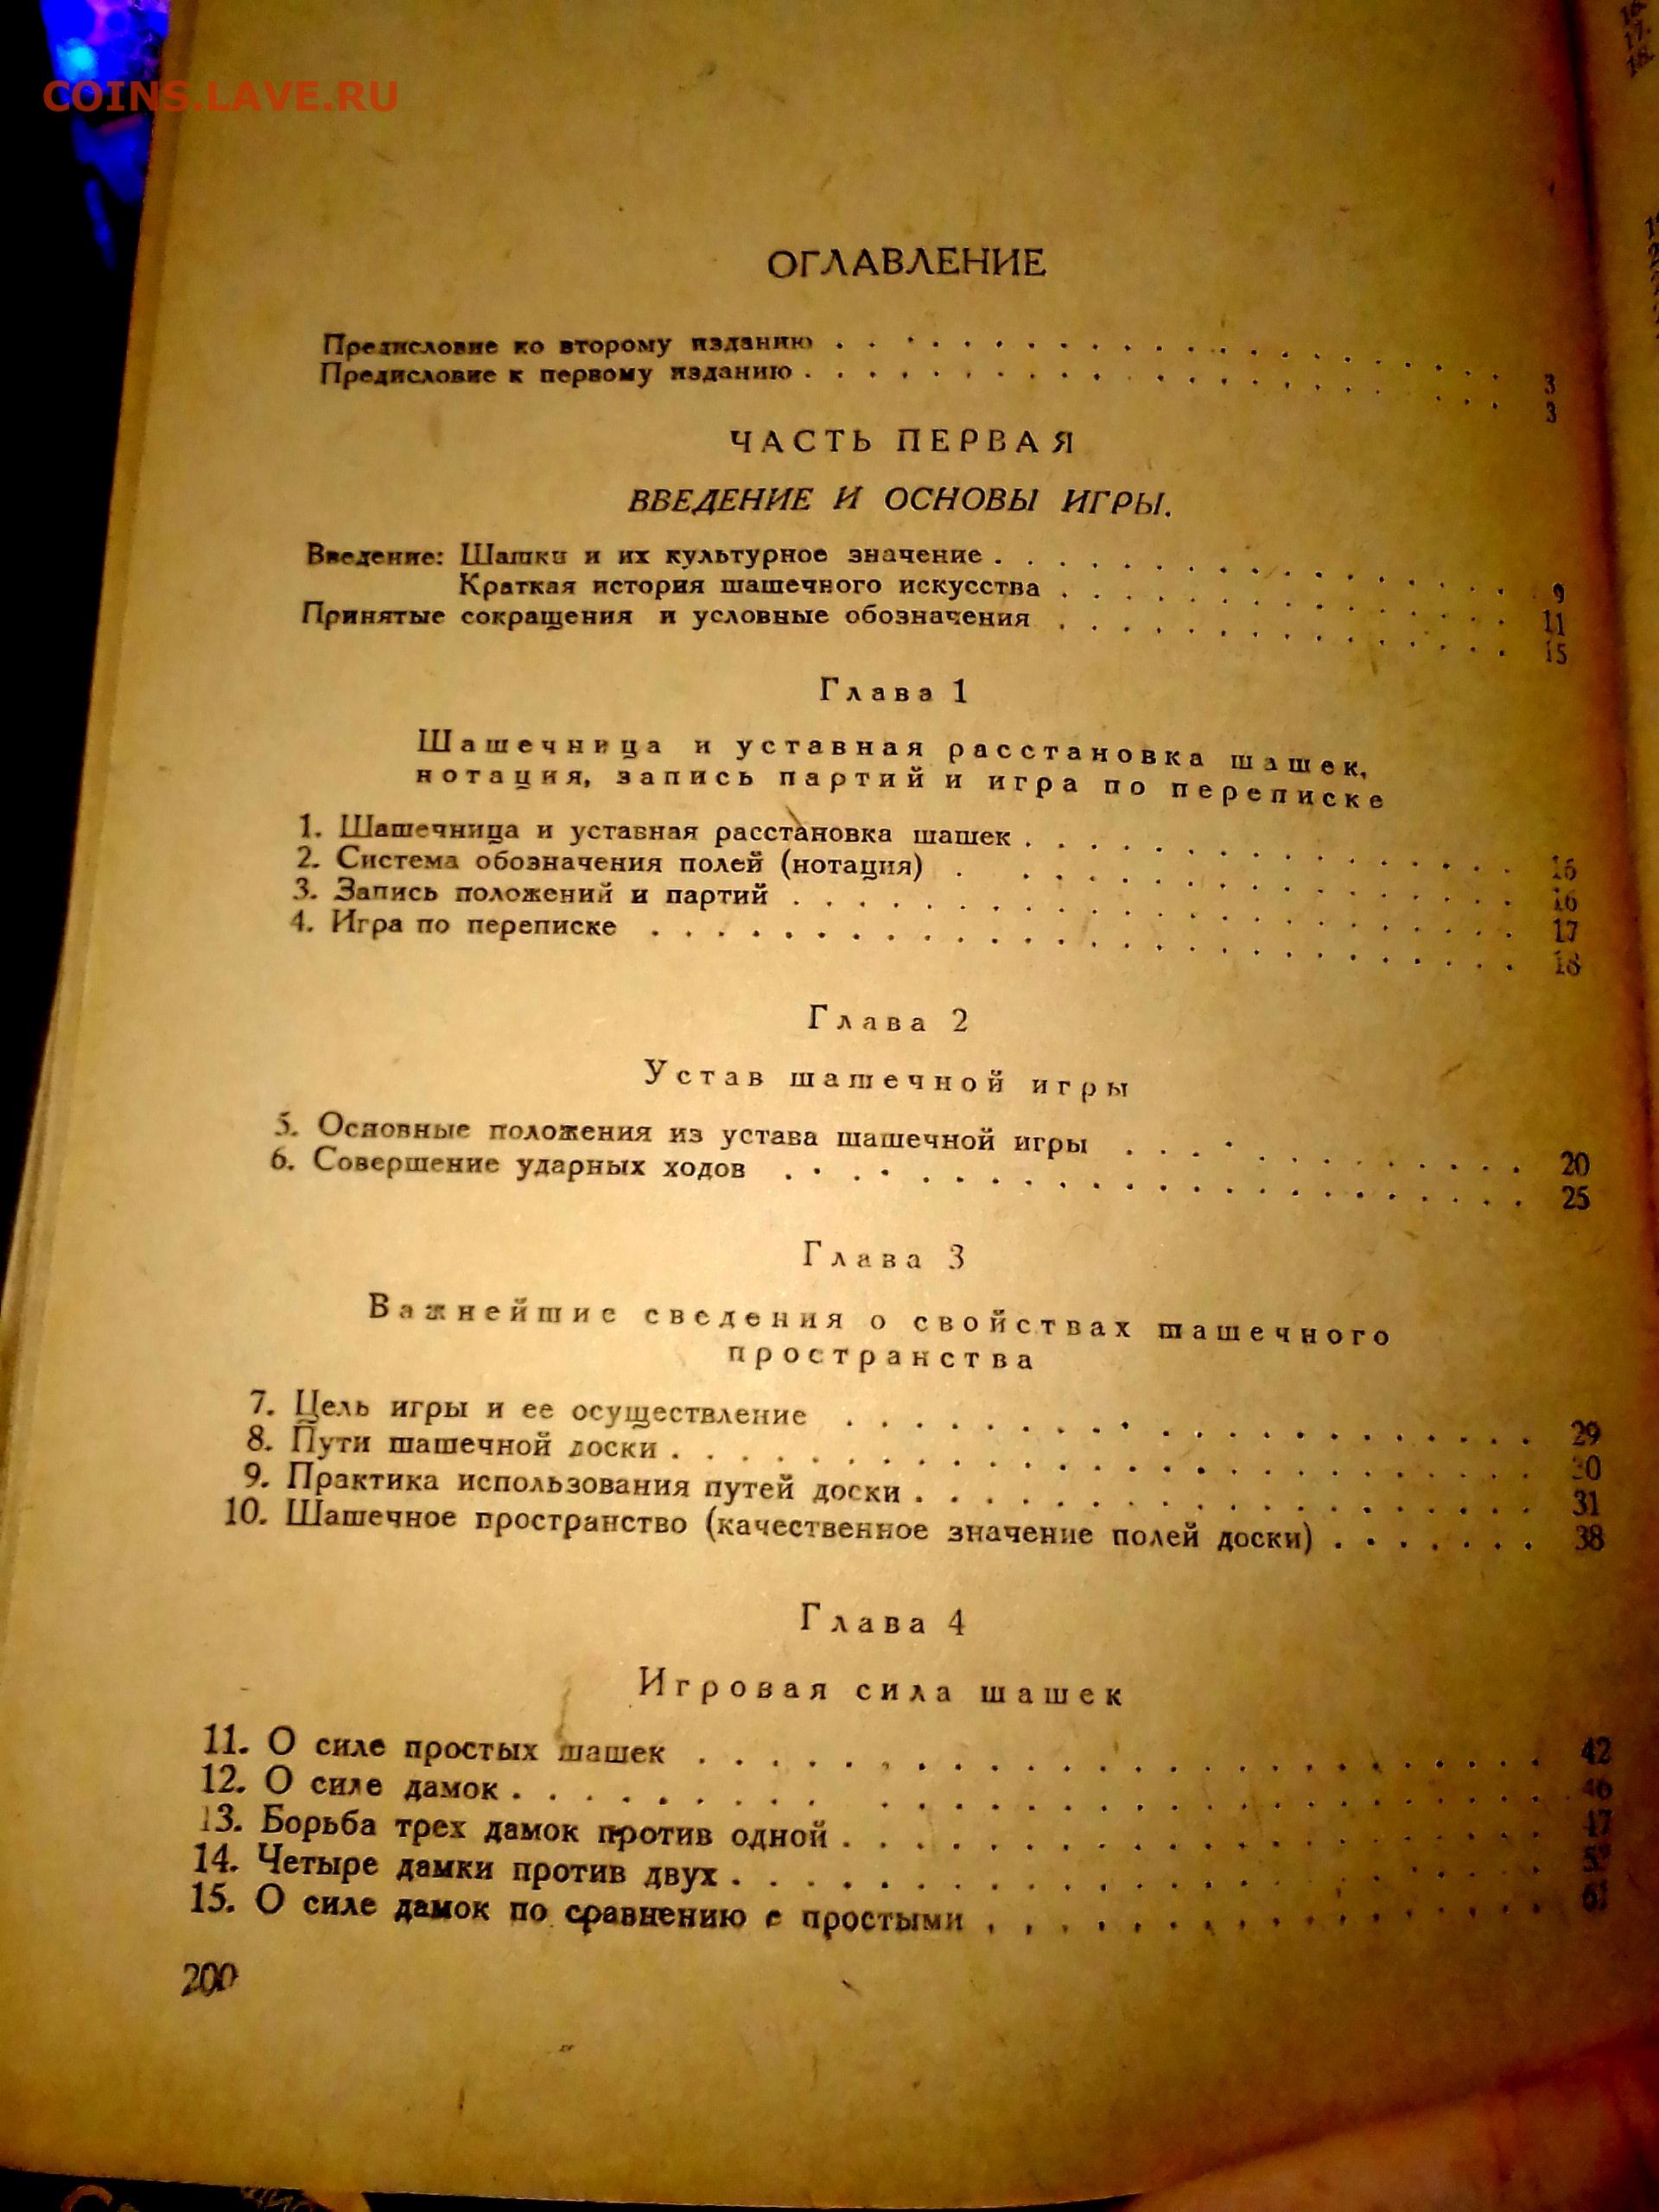 COINS.LAVE.RU
ОГЛАВЛЕНИЕ
Предисловие ко второму изданию . . . . . . . . . . . . . . . . . . . . . . 3
Предисловие к первому изданию . . . . . . . . . . . . . . . . . . . . . . 3
ЧАСТЬ ПЕРВАЯ
ВВЕДЕНИЕ И ОСНОВЫ ИГРЫ.
Введение: Шашки и их культурное значение . . . . . . . . . . . . . . . . . 9
Краткая история шашечного искусства . . . . . . . . . . . . . . . 11
Принятые сокращения и условные обозначения . . . . . . . . . . . . . . . 15
Глава 1
Шашечница и уставная расстановка шашек,
нотация, запись партий и игра по переписке
1. Шашечница и уставная расстановка шашек . . . . . . . . . . . . . . . .
2. Система обозначения полей (нотация) . . . . . . . . . . . . . . . . . 16
3. Запись положений и партий . . . . . . . . . . . . . . . . . . . . . . 17
4. Игра по переписке . . . . . . . . . . . . . . . . . . . . . . . . . . 18
Глава 2
Устав шашечной игры
5. Основные положения из устава шашечной игры . . . . . . . . . . . . . 20
6. Совершение ударных ходов . . . . . . . . . . . . . . . . . . . . . . 25
Глава 3
Важнейшие сведения о свойствах шашечного
пространства
7. Цель игры и ее осуществление . . . . . . . . . . . . . . . . . . . . 29
8. Пути шашечной доски . . . . . . . . . . . . . . . . . . . . . . . . 30
9. Практика использования путей доски . . . . . . . . . . . . . . . . . 31
10. Шашечное пространство (качественное значение полей доски) . . . . . . . 38
Глава 4
Игровая сила шашек
11. О силе простых шашек . . . . . . . . . . . . . . . . . . . . . . . 42
12. О силе дамок . . . . . . . . . . . . . . . . . . . . . . . . . . . 46
13. Борьба трех дамок против одной . . . . . . . . . . . . . . . . . . . 47
14. Четыре дамки против двух . . . . . . . . . . . . . . . . . . . . . .
15. О силе дамок по сравнению с простыми . . . . . . . . . . . . . . . .
200